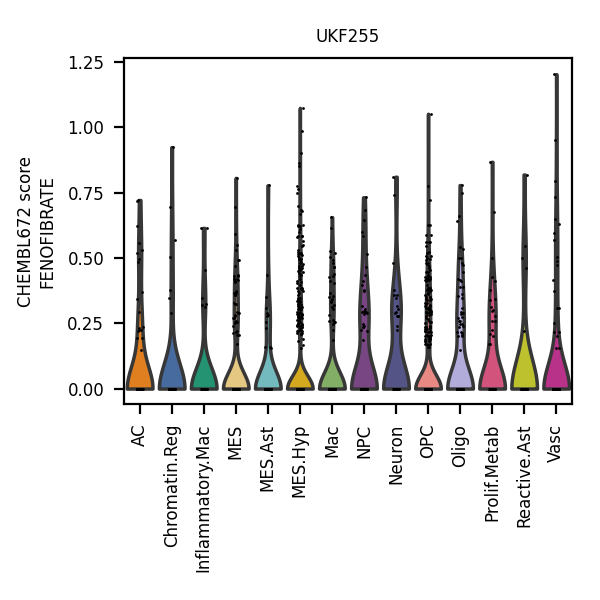 UKF255
CHEMBL672 score
FENOFIBRATE
1.25
1.00
0.75
0.50
0.25
0.00
AC
Chromatin.Reg
Inflammatory.Mac
MES
MES.Ast
MES.Hyp
Mac
NPC
Neuron
OPC
Oligo
Prolif.Metab
Reactive.Ast
Vasc